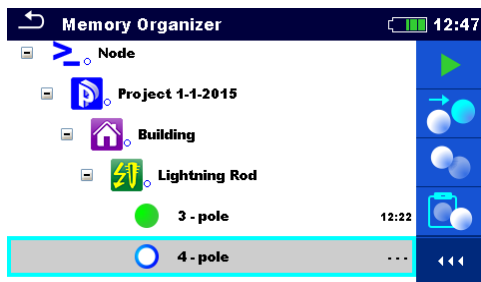 Memory Organizer 12:47
Node
Project 1-1-2015
Building
Lightning Rod
3 - pole 12:22
4 - pole ---